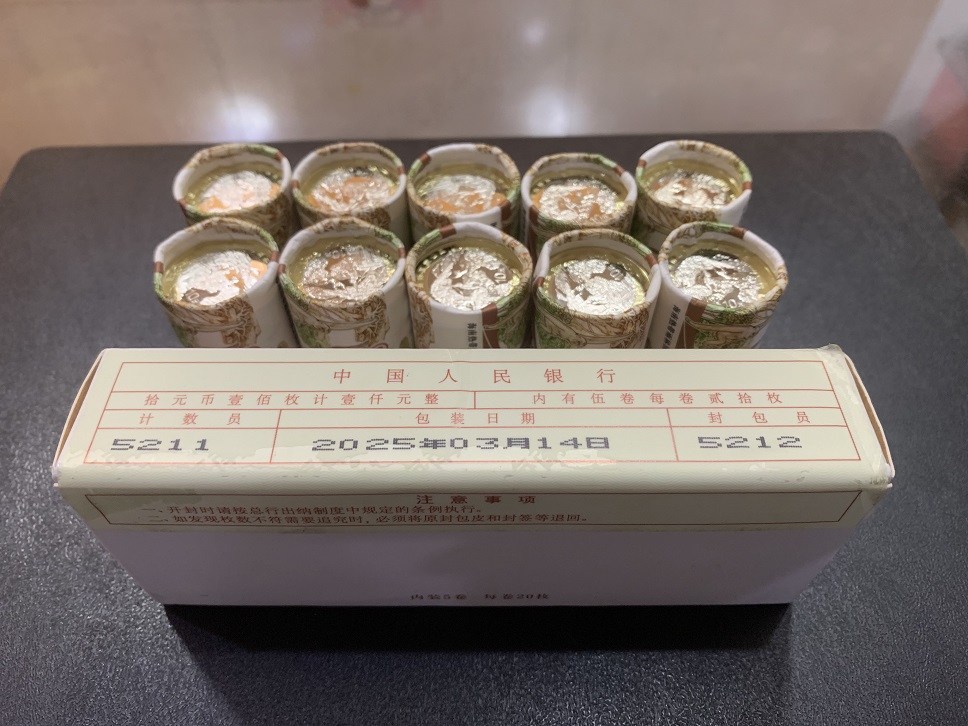 中国人民银行
拾元币壹佰枚计壹仟元整 内有伍卷每卷贰拾枚
计数员 包装日期 封包员
5211 2025年03月14日 5212
注意事项
一、开封时请按总行出纳制度中规定的条例执行。
二、如发现枚数不符需要追究时，必须将原封包皮和封签等退回。
内装5卷 每卷20枚